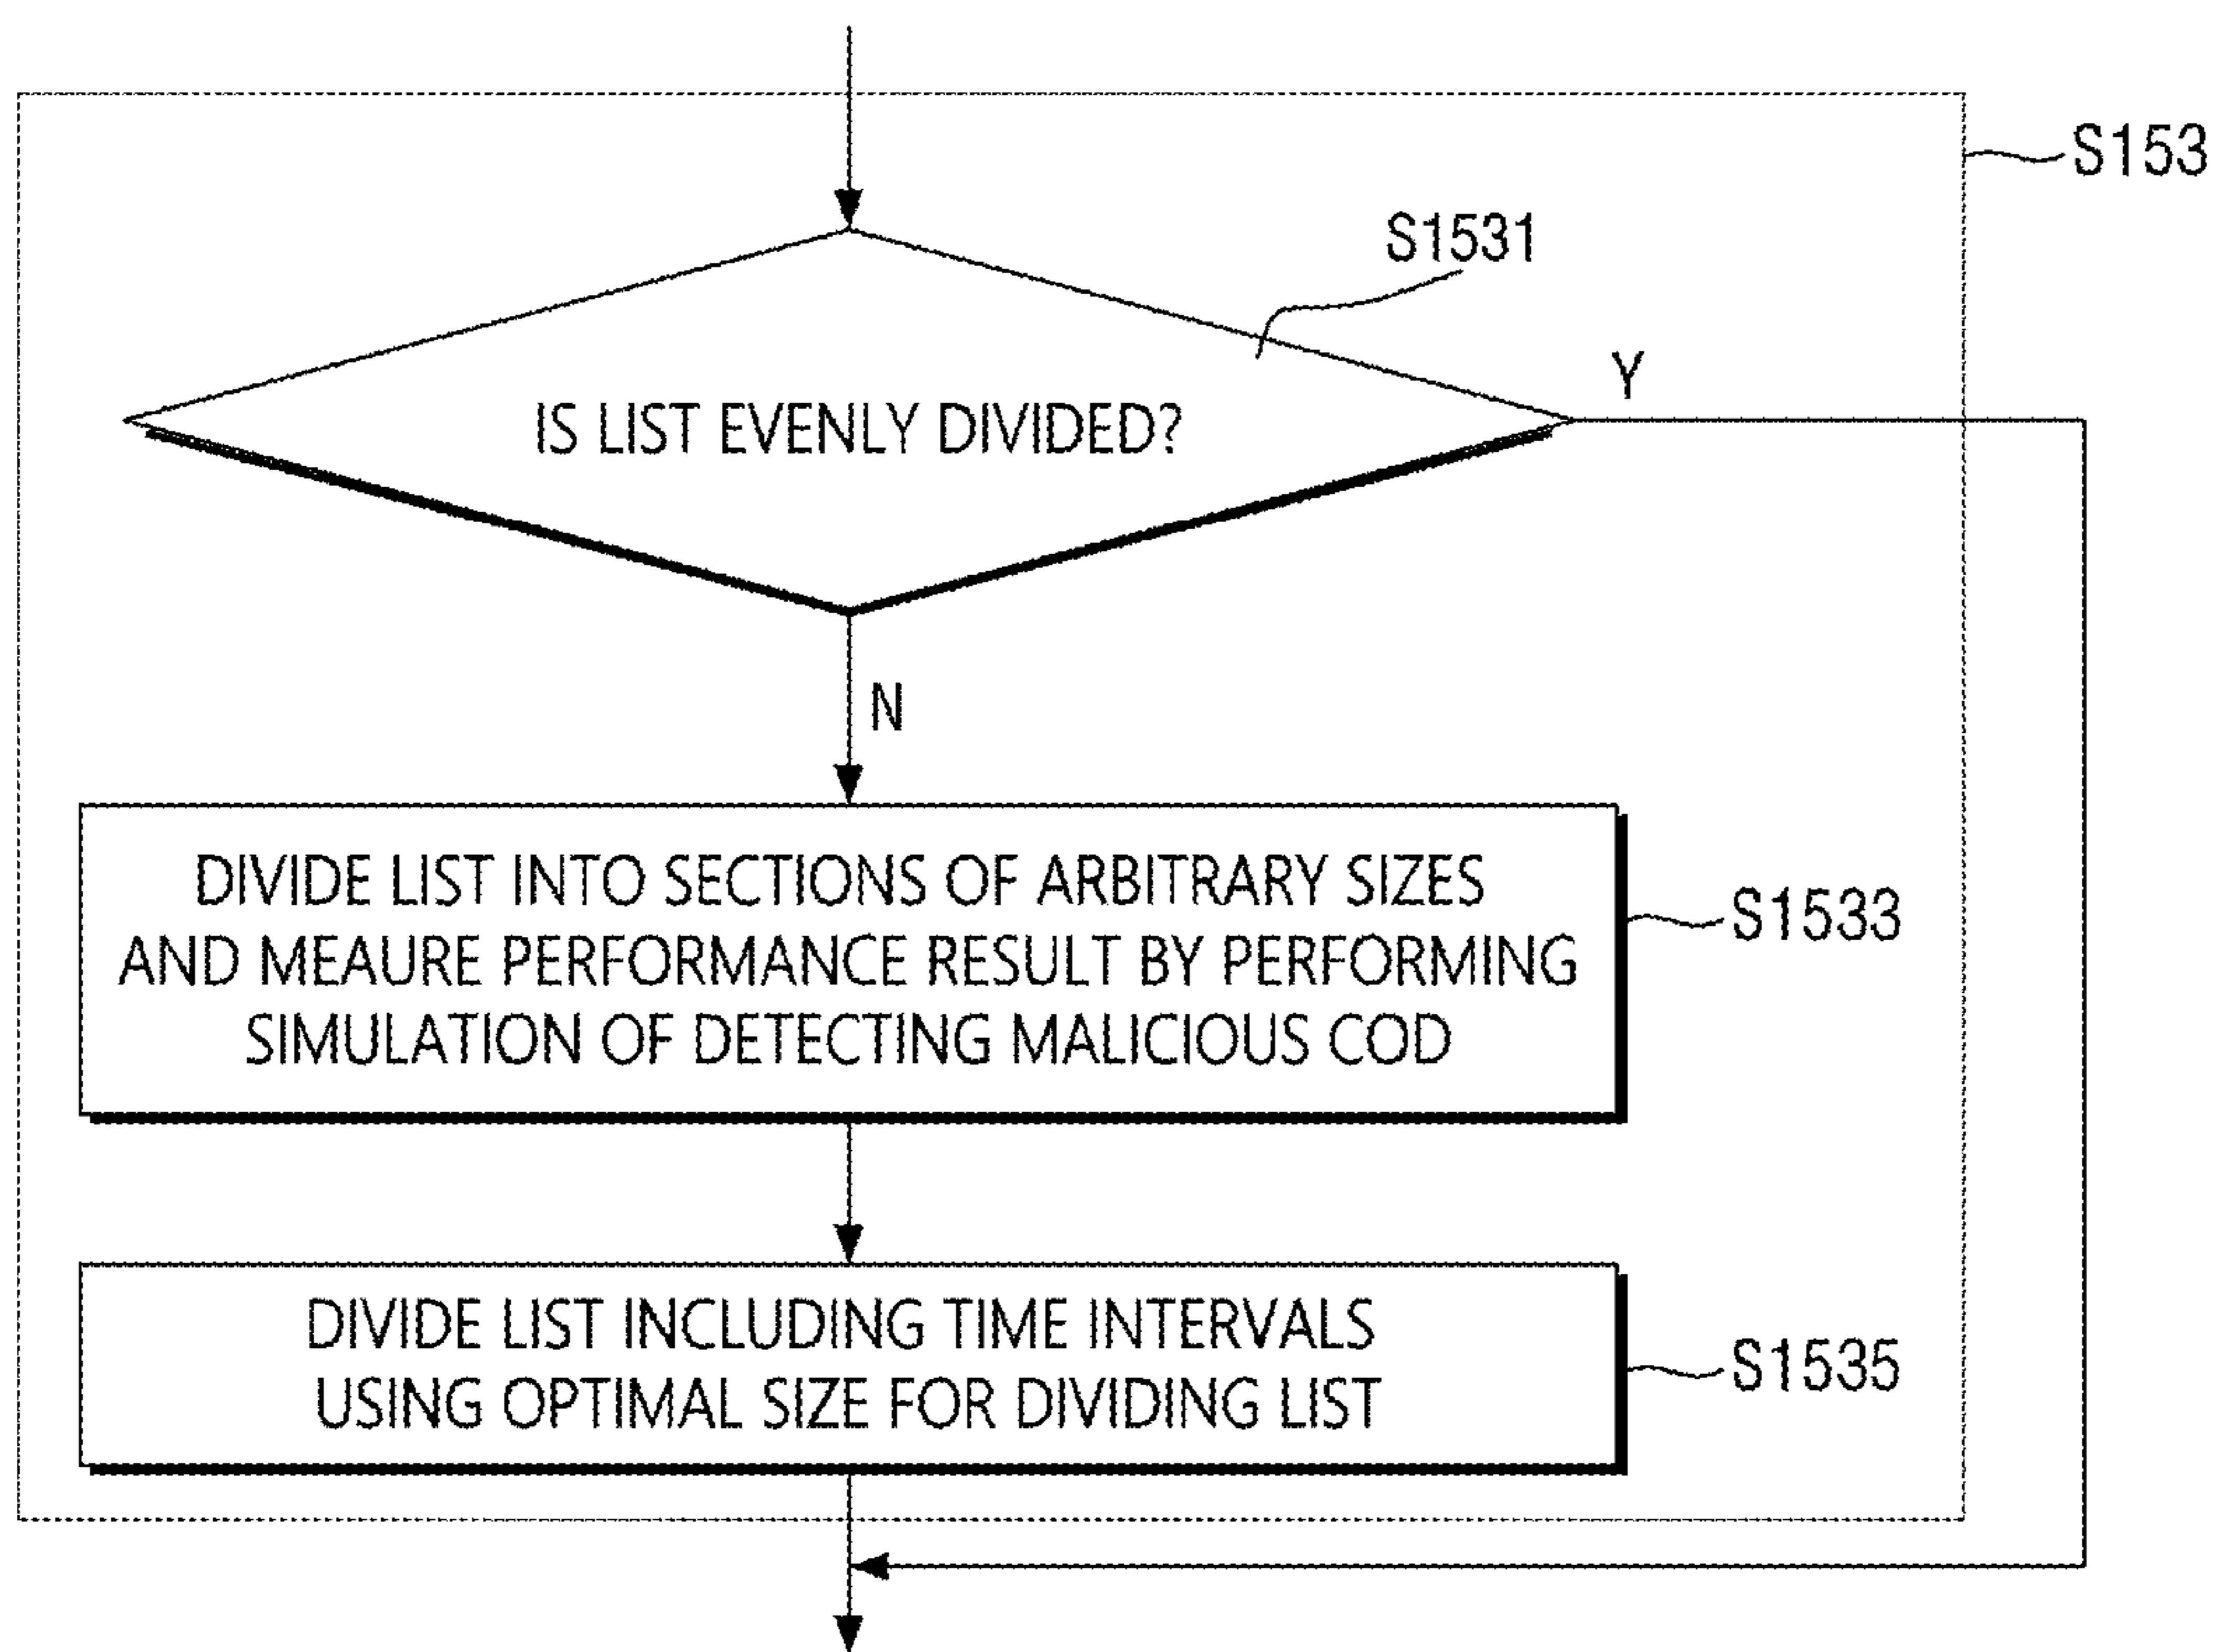 S153
S1531
Y
IS LIST EVENLY DIVIDED?
N
DIVIDE LIST INTO SECTIONS OF ARBITRARY SIZES
AND MEAURE PERFORMANCE RESULT BY PERFORMING
SIMULATION OF DETECTING MALICIOUS COD
S1533
DIVIDE LIST INCLUDING TIME INTERVALS
USING OPTIMAL SIZE FOR DIVIDING LIST
S1535